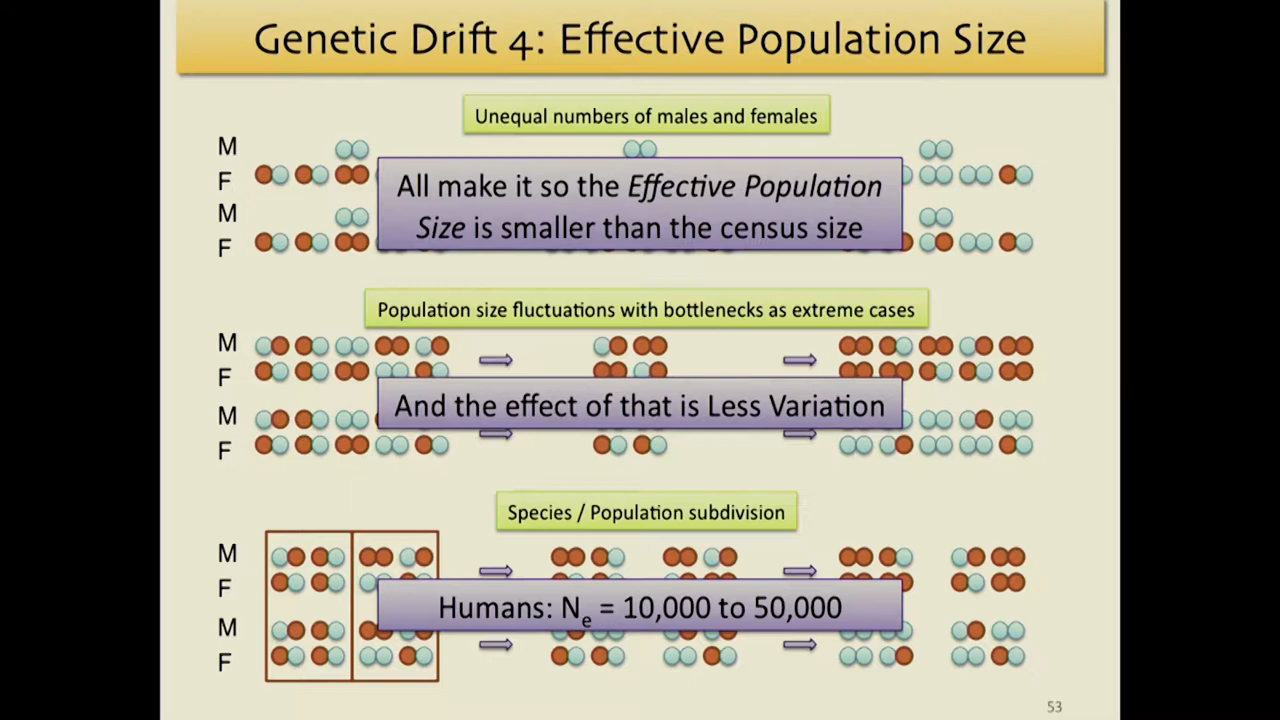 Genetic Drift 4: Effective Population Size
Unequal numbers of males and females
M
F
M
F
All make it so the Effective Population
Size is smaller than the census size
Population size fluctuations with bottlenecks as extreme cases
M
F
M
F
And the effect of that is Less Variation
Species / Population subdivision
M
F
M
F
Humans: Ne = 10,000 to 50,000
53